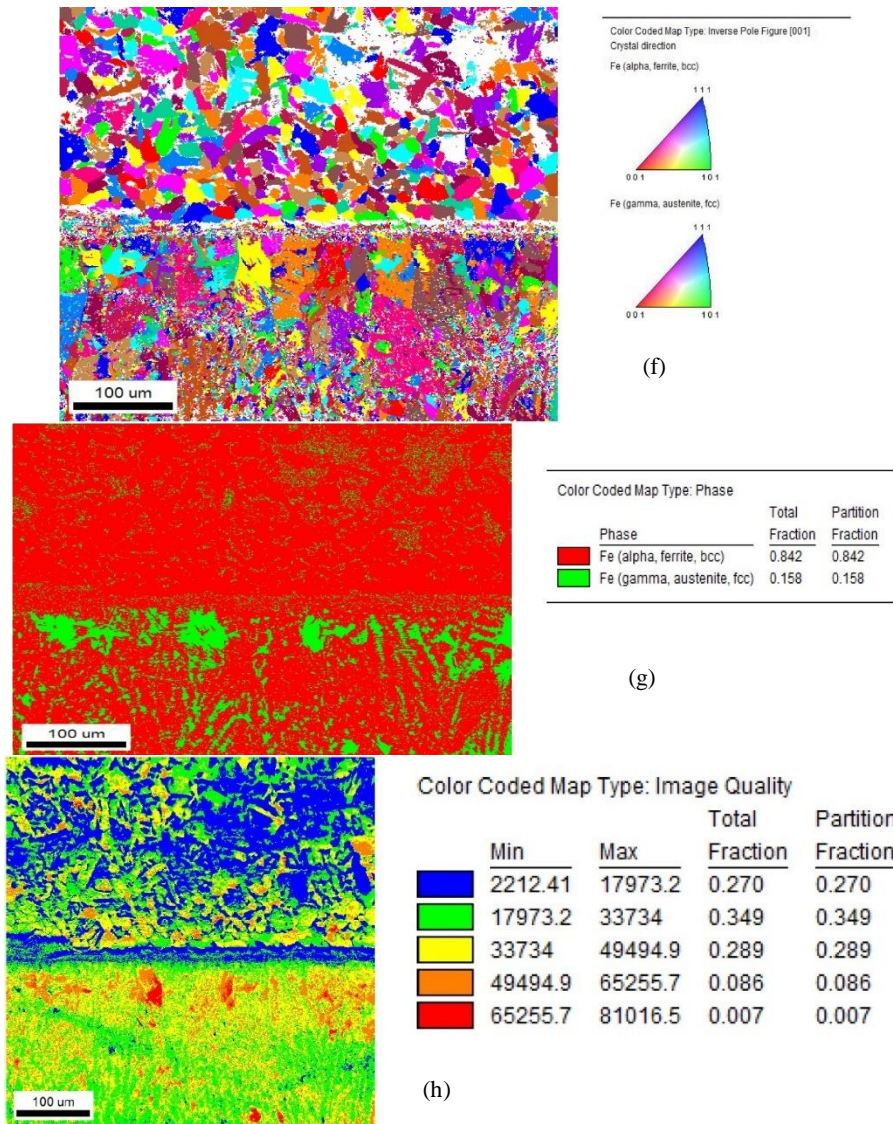 Color Coded Map Type: Inverse Pole Figure [001]
Crystal direction
Fe (alpha, ferrite, bcc)
1 1 1
0 0 1 1 0 1
Fe (gamma, austenite, fcc)
1 1 1
0 0 1 1 0 1
(f)
100 um
Color Coded Map Type: Phase
Total Partition
Phase Fraction Fraction
Fe (alpha, ferrite, bcc) 0.842 0.842
Fe (gamma, austenite, fcc) 0.158 0.158
(g)
100 um
Color Coded Map Type: Image Quality
Total Partition
Min Max Fraction Fraction
2212.41 17973.2 0.270 0.270
17973.2 33734 0.349 0.349
33734 49494.9 0.289 0.289
49494.9 65255.7 0.086 0.086
65255.7 81016.5 0.007 0.007
(h)
100 um